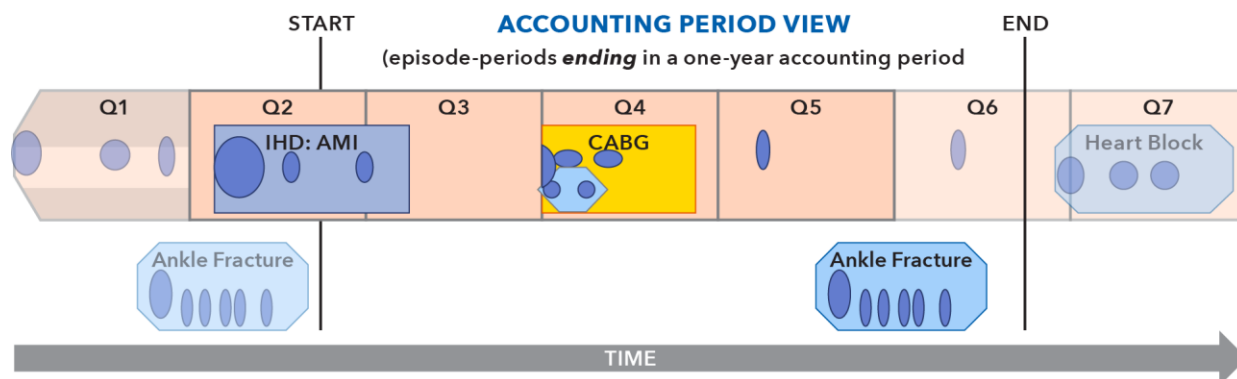 START
ACCOUNTING PERIOD VIEW
END
(episode-periods ending in a one-year accounting period
Q1
Q2
Q3
Q4
Q5
Q6
Q7
IHD: AMI
CABG
Heart Block
Ankle Fracture
Ankle Fracture
TIME